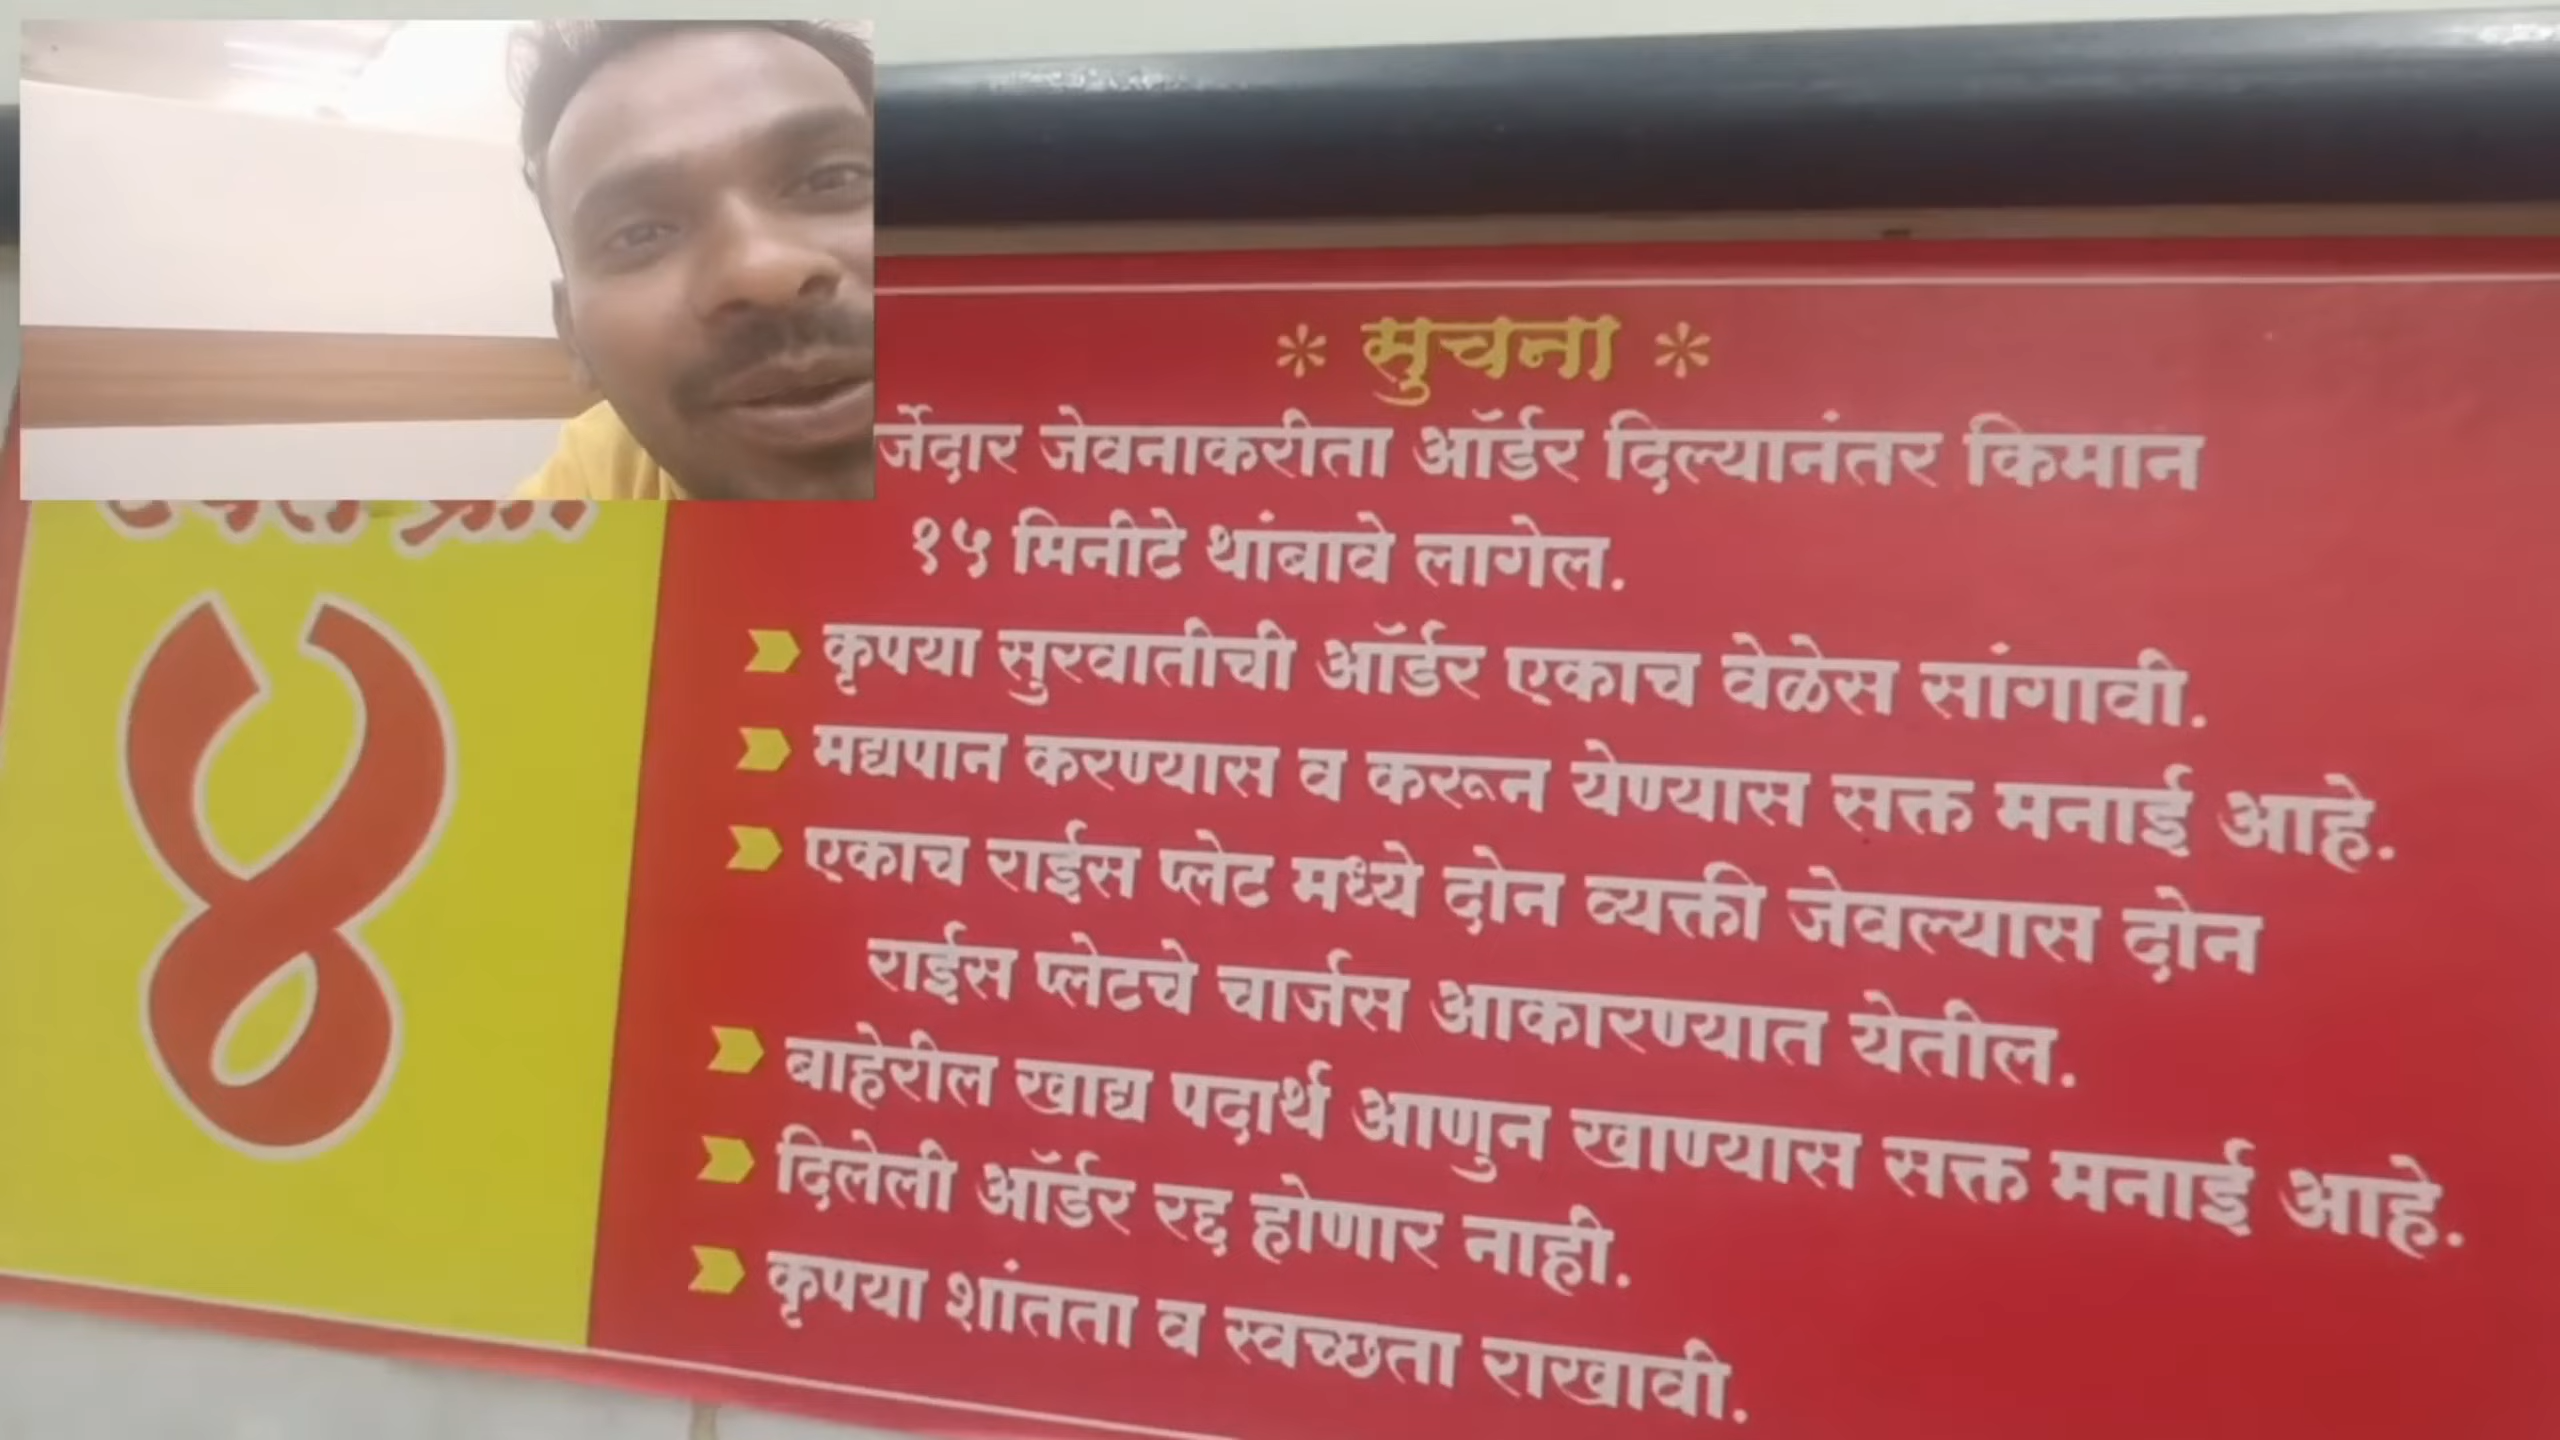 * सुचना *
जेवनाकरीता ऑर्डर दिल्यानंतर किमान
१५ मिनीटे थांबावे लागेल.
कृपया सुरवातीची ऑर्डर एकाच वेळेस सांगावी.
मद्यपान करण्यास व करून येण्यास सक्त मनाई आहे.
एकाच राईस प्लेट मध्ये दोन व्यक्ती जेवल्यास दोन
राईस प्लेटचे चार्जस आकारण्यात येतील.
बाहेरील खाद्य पदार्थ आणुन खाण्यास सक्त मनाई आहे.
दिलेली ऑर्डर रद्द होणार नाही.
कृपया शांतता व स्वच्छता राखावी.
४